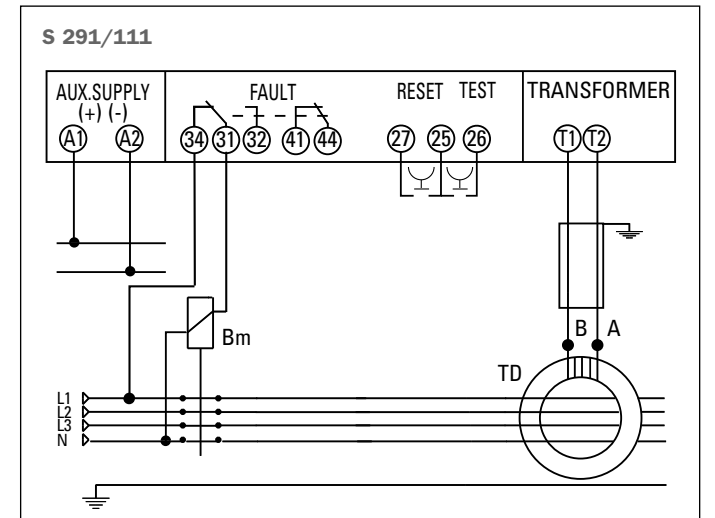 S 291/111
AUX.SUPPLY FAULT RESET TEST TRANSFORMER
(+) (-)
A1 A2 34 31 32 41 44 27 25 26 T1 T2
Bm
B A
TD
L1
L2
L3
N